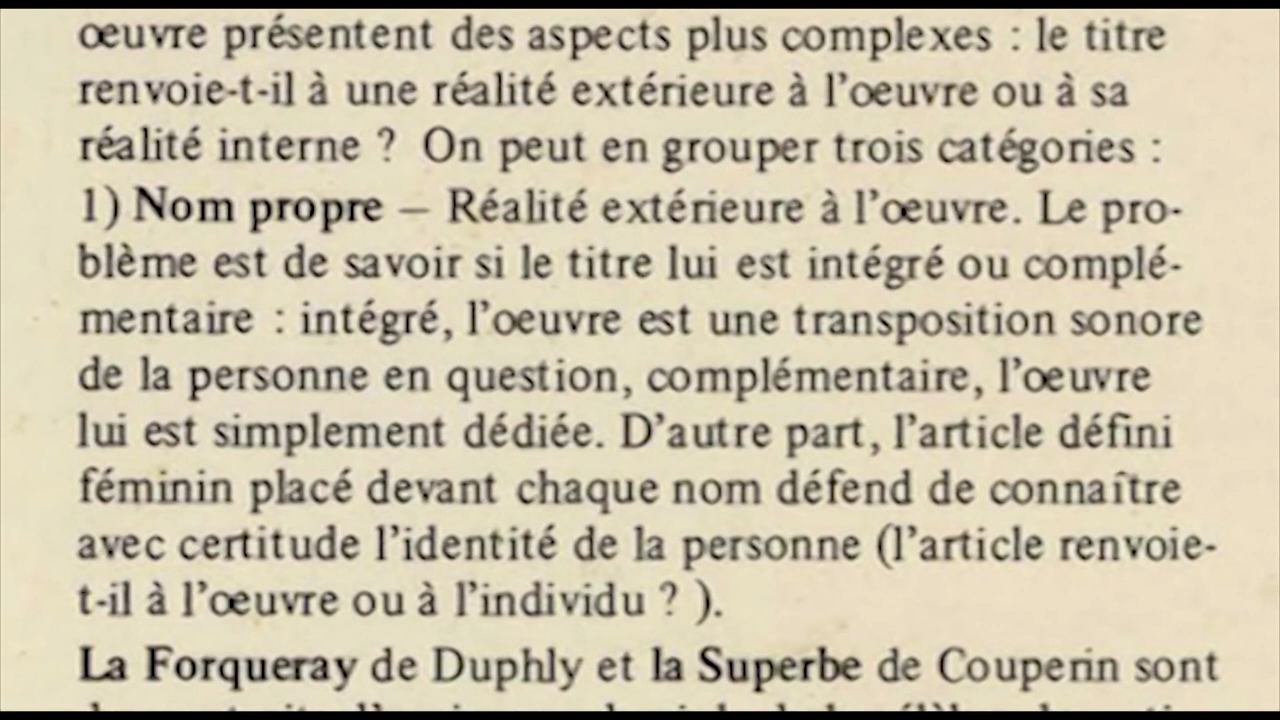 œuvre présentent des aspects plus complexes : le titre
renvoie-t-il à une réalité extérieure à l'oeuvre ou à sa
réalité interne ? On peut en grouper trois catégories :
1) Nom propre — Réalité extérieure à l'œuvre. Le pro-
blème est de savoir si le titre lui est intégré ou complé-
mentaire : intégré, l'oeuvre est une transposition sonore
de la personne en question, complémentaire, l'œuvre
lui est simplement dédiée. D'autre part, l'article défini
féminin placé devant chaque nom défend de connaître
avec certitude l'identité de la personne (l'article renvoie-
t-il à l'œuvre ou à l'individu ? ).
La Forqueray de Duphly et la Superbe de Couperin sont